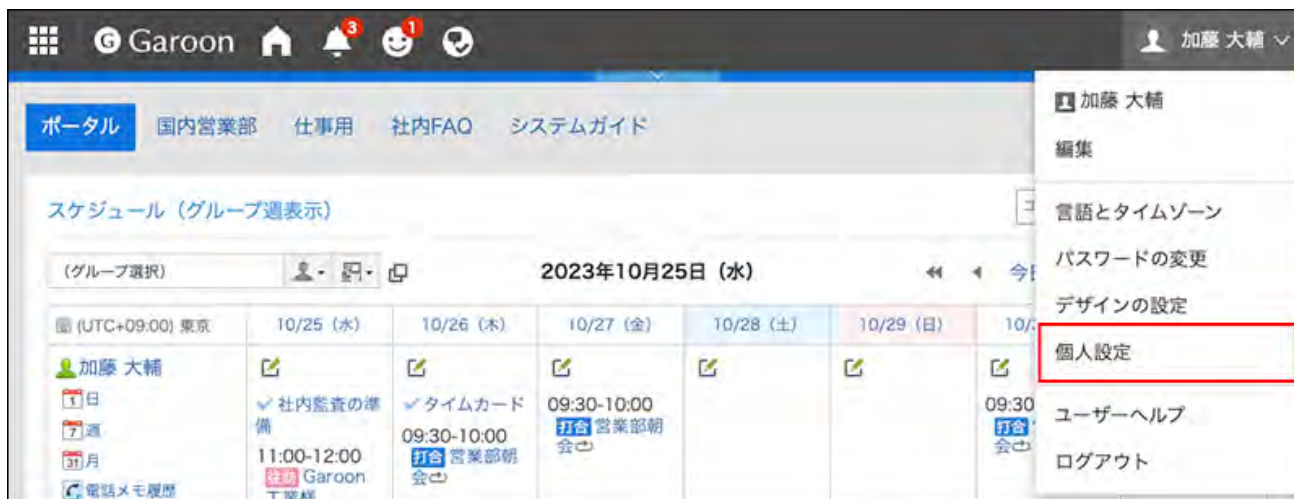 Garoon 3 1 加藤 大輔
ポータル 国内営業部 仕事用 社内FAQ システムガイド
加藤 大輔
編集
言語とタイムゾーン
パスワードの変更
デザインの設定
個人設定
ユーザーヘルプ
ログアウト
スケジュール（グループ週表示）
（グループ選択） 2023年10月25日（水）
(UTC+09:00) 東京 10/25（水） 10/26（木） 10/27（金） 10/28（土） 10/29（日）
加藤 大輔
1 日
7 週
31 月
電話メモ履歴
社内監査の準
備
11:00-12:00
往訪 Garoon
工業様
タイムカード
09:30-10:00
打合 営業部朝
会
09:30-10:00
打合 営業部朝
会
09:30
打合
会